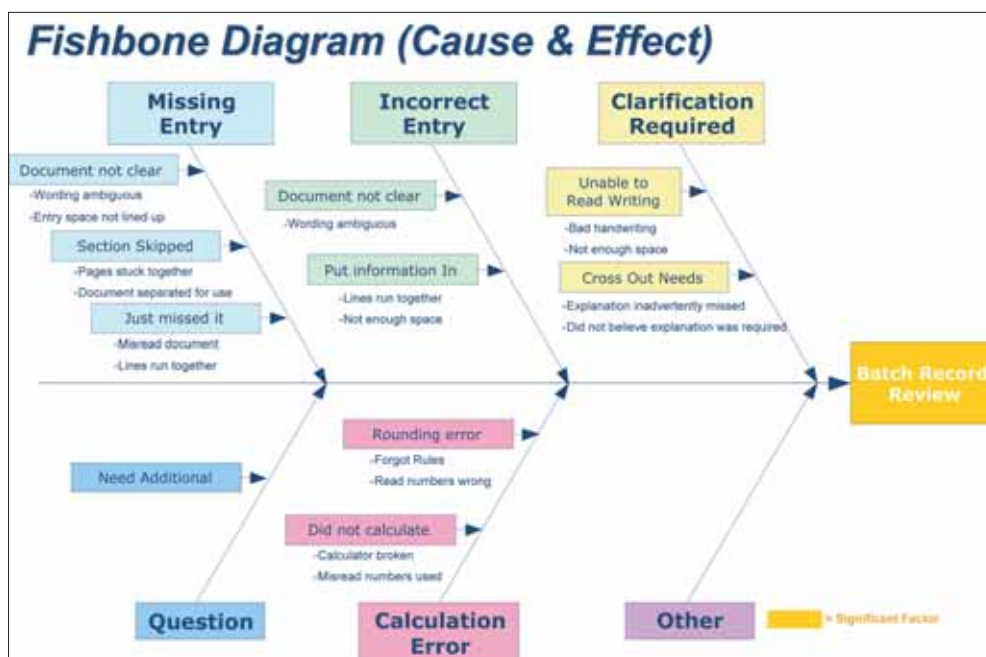 Fishbone Diagram (Cause & Effect)
Missing
Entry
Incorrect
Entry
Clarification
Required
Document not clear
-Wording ambiguous
-Entry space not lined up
Section Skipped
-Pages stuck together
-Document separated for use
Just missed it
-Misread document
-Lines run together
Document not clear
-Wording ambiguous
Put information In
-Lines run together
-Not enough space
Unable to
Read Writing
-Bad handwriting
-Not enough space
Cross Out Needs
-Explanation inadvertently missed
-Did not believe explanation was required
Batch Record
Review
Need Additional
Rounding error
-Forgot Rules
-Read numbers wrong
Did not calculate
-Calculator broken
-Misread numbers used
Question
Calculation
Error
Other
= Significant Factor